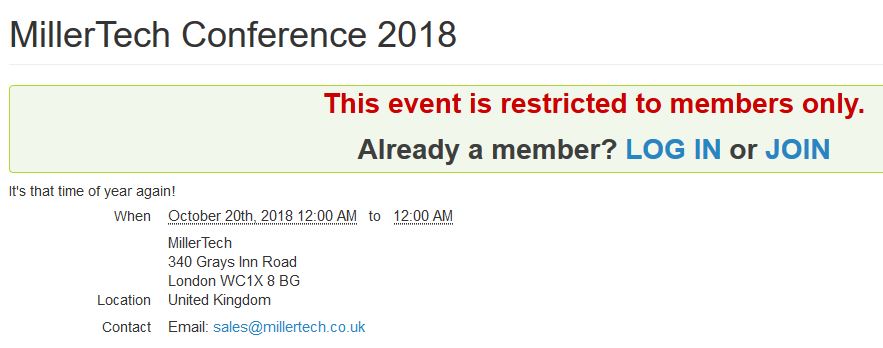 MillerTech Conference 2018
This event is restricted to members only.
Already a member? LOG IN or JOIN
It's that time of year again!
When October 20th, 2018 12:00 AM to 12:00 AM
MillerTech
340 Grays Inn Road
London WC1X 8 BG
Location United Kingdom
Contact Email: sales@millertech.co.uk